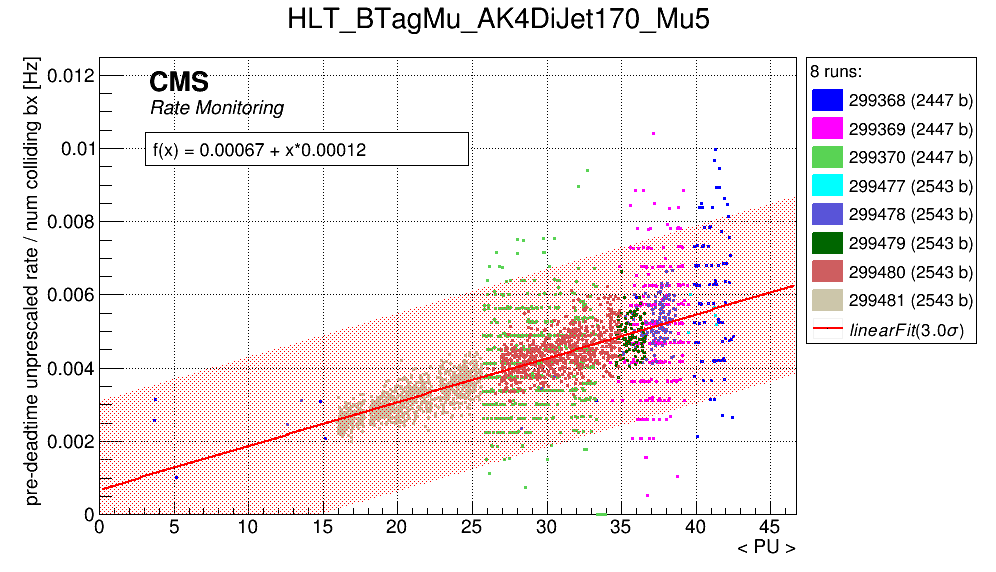 HLT_BTagMu_AK4DiJet170_Mu5
pre-deadtime unprescaled rate / num colliding bx [Hz]
0.012
0.01
0.008
0.006
0.004
0.002
0
CMS
Rate Monitoring
f(x) = 0.00067 + x*0.00012
0 5 10 15 20 25 30 35 40 45
< PU >
8 runs:
299368 (2447 b)
299369 (2447 b)
299370 (2447 b)
299477 (2543 b)
299478 (2543 b)
299479 (2543 b)
299480 (2543 b)
299481 (2543 b)
linearFit(3.0σ)